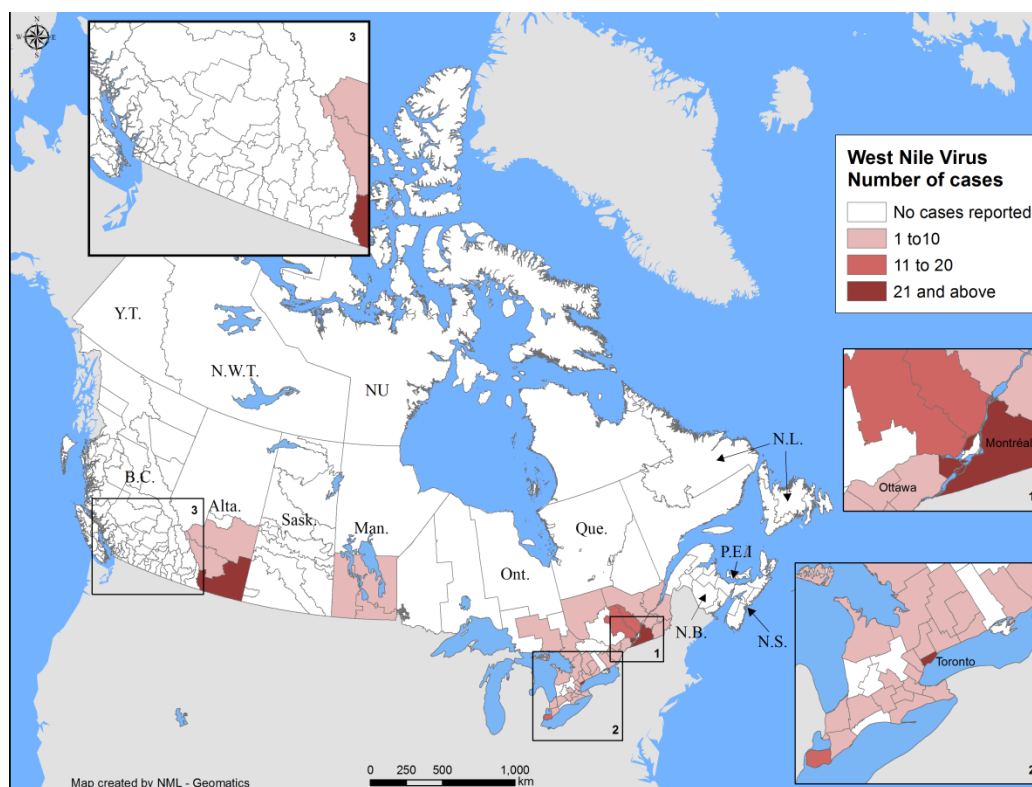 N
W
E
S
3
West Nile Virus
Number of cases
No cases reported
1 to10
11 to 20
21 and above
Y.T.
N.W.T.
NU
N.L.
B.C.
3
Alta.
Sask.
Man.
Ont.
Que.
P.E.I
N.B.
N.S.
1
2
Montréal
Ottawa
1
Toronto
2
0 250 500 1,000
km
Map created by NML - Geomatics